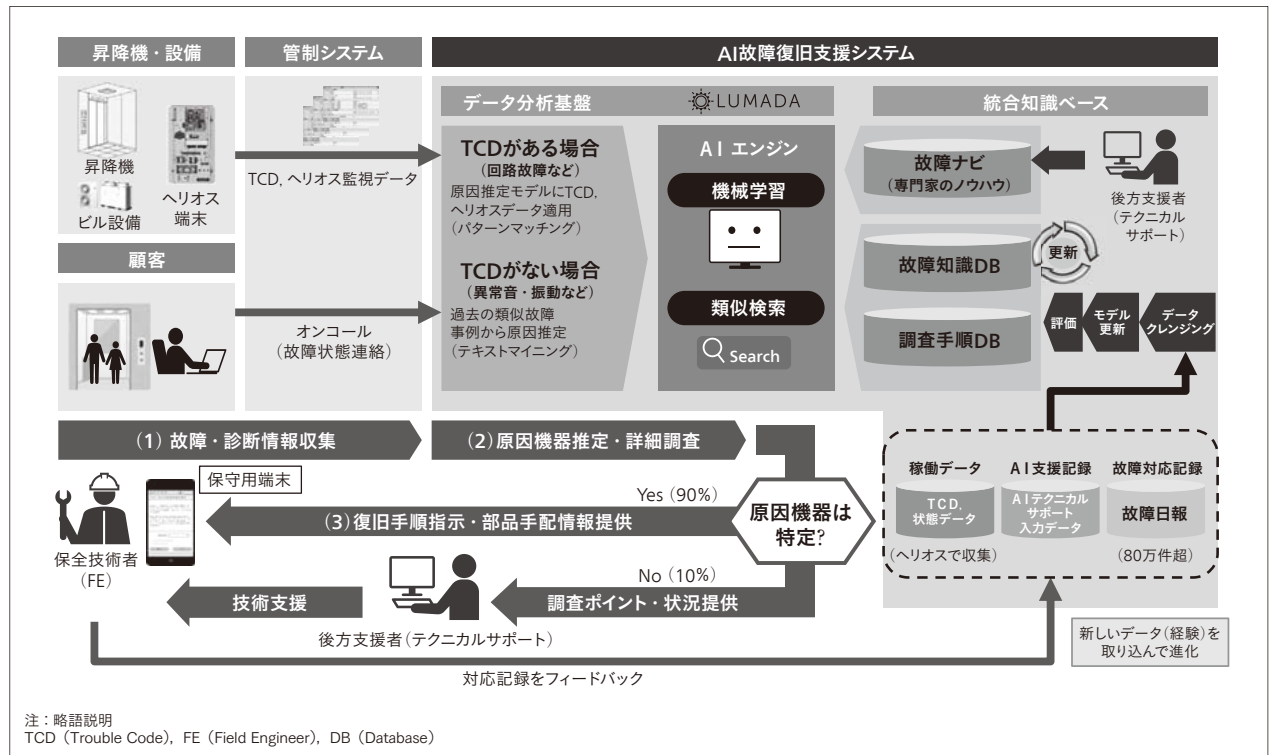 昇降機・設備
管制システム
AI故障復旧支援システム
昇降機
ビル設備
ヘリオス
端末
TCD，ヘリオス監視データ
データ分析基盤
LUMADA
統合知識ベース
TCDがある場合
（回路故障など）
原因推定モデルにTCD，
ヘリオスデータ適用
（パターンマッチング）
TCDがない場合
（異常音・振動など）
過去の類似故障
事例から原因推定
（テキストマイニング）
AI エンジン
機械学習
類似検索
Search
故障ナビ
（専門家のノウハウ）
後方支援者
（テクニカル
サポート）
故障知識DB
更新
調査手順DB
評価
モデル
更新
データ
クレンジング
顧客
オンコール
（故障状態連絡）
（1）故障・診断情報収集
（2）原因機器推定・詳細調査
保守用端末
Yes（90%）
（3）復旧手順指示・部品手配情報提供
原因機器は
特定？
保全技術者
（FE）
No（10%）
技術支援
調査ポイント・状況提供
後方支援者（テクニカルサポート）
稼働データ
AI支援記録
故障対応記録
TCD，
状態データ
AIテクニカル
サポート
入力データ
故障日報
（ヘリオスで収集）
（80万件超）
新しいデータ（経験）を
取り込んで進化
対応記録をフィードバック
注：略語説明
TCD（Trouble Code），FE（Field Engineer），DB（Database）